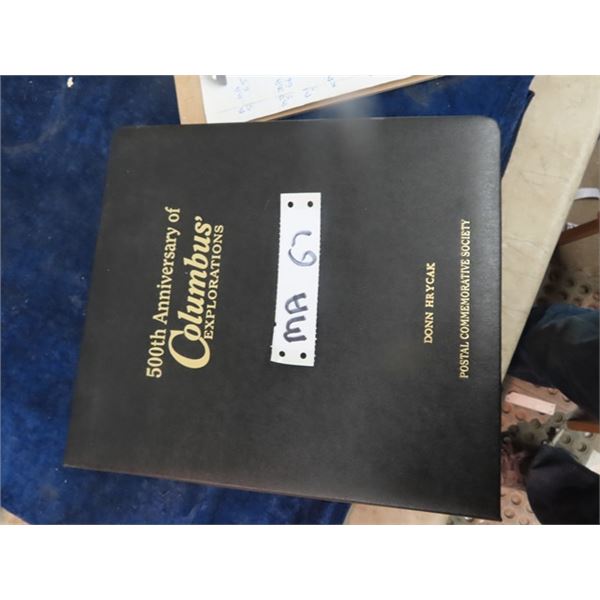 500th Anniversary of
Columbus'
EXPLORATIONS
MA 67
DONN HRYCAK
POSTAL COMMEMORATIVE SOCIETY